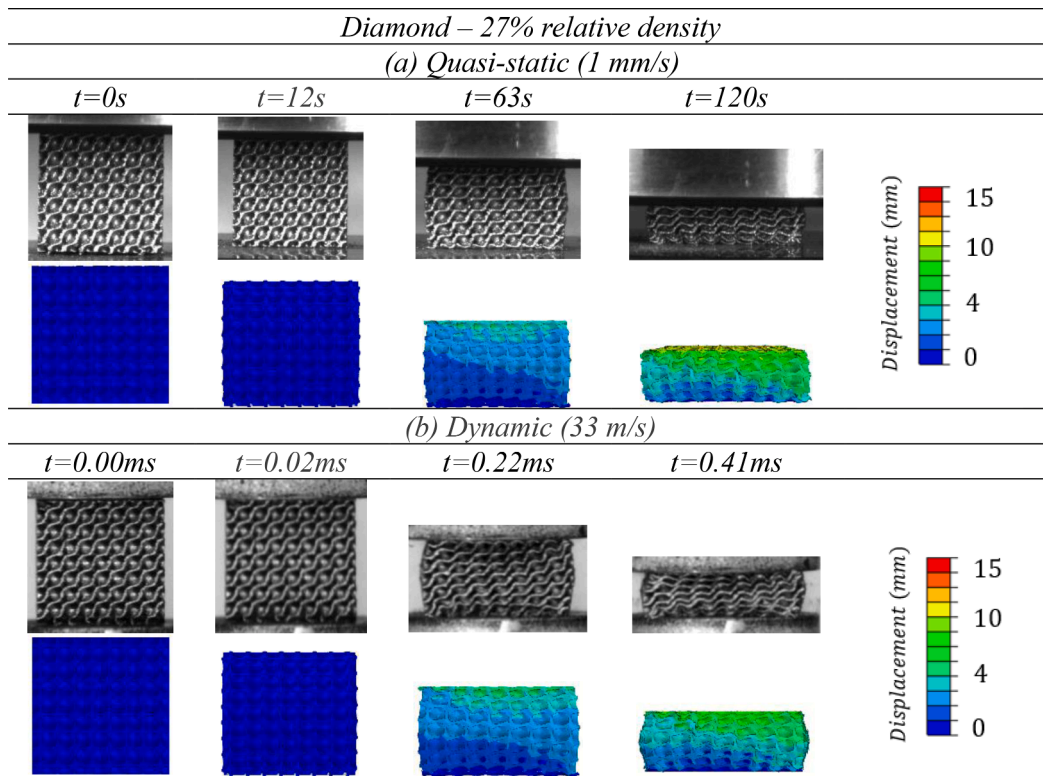 Diamond – 27% relative density
(a) Quasi-static (1 mm/s)
t=0s t=12s t=63s t=120s
Displacement (mm)
15
10
4
0
(b) Dynamic (33 m/s)
t=0.00ms t=0.02ms t=0.22ms t=0.41ms
Displacement (mm)
15
10
4
0